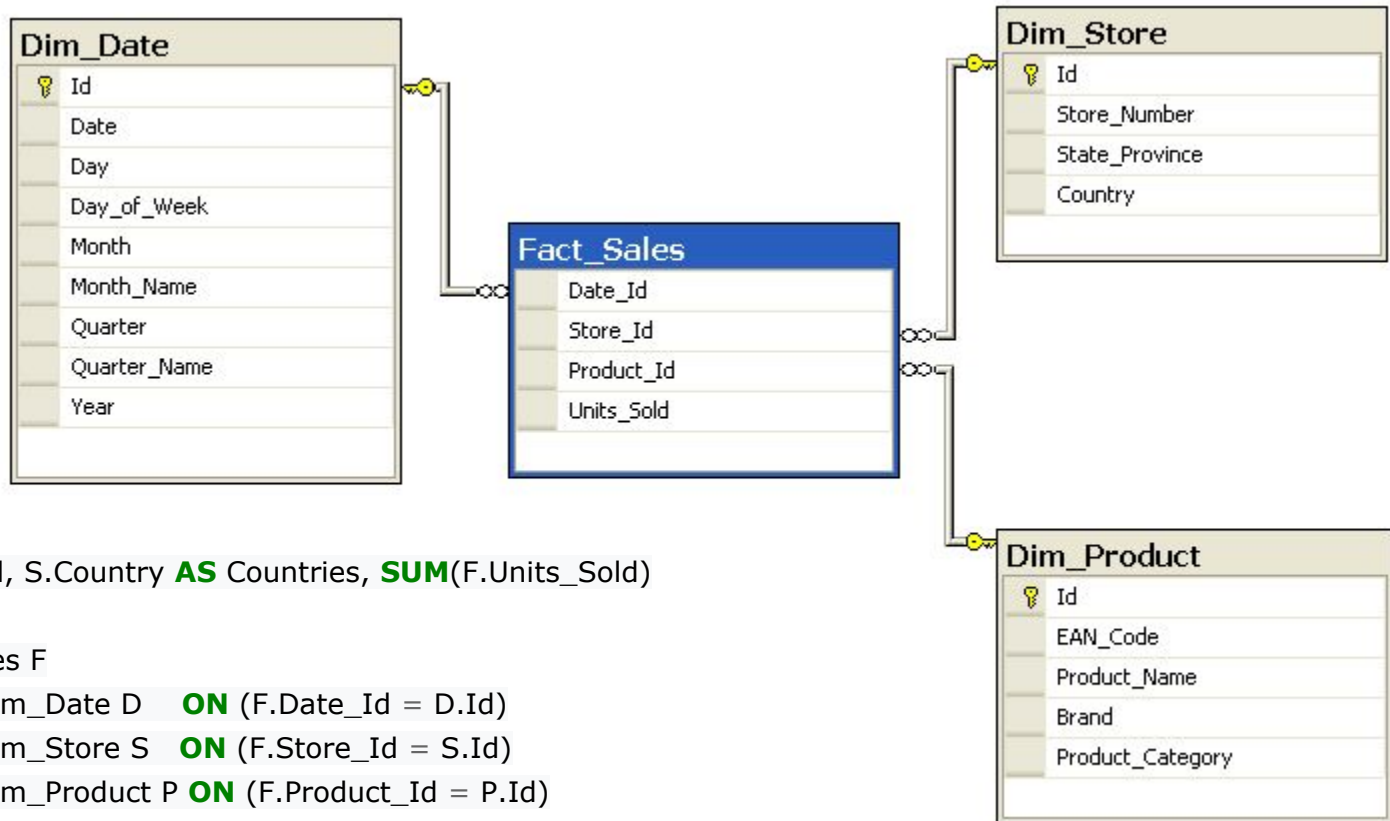 Dim_Date
Id
Date
Day
Day_of_Week
Month
Month_Name
Quarter
Quarter_Name
Year
Fact_Sales
Date_Id
Store_Id
Product_Id
Units_Sold
Dim_Store
Id
Store_Number
State_Province
Country
Dim_Product
Id
EAN_Code
Product_Name
Brand
Product_Category
, S.Country AS Countries, SUM(F.Units_Sold)
es F
m_Date D ON (F.Date_Id = D.Id)
m_Store S ON (F.Store_Id = S.Id)
m_Product P ON (F.Product_Id = P.Id)